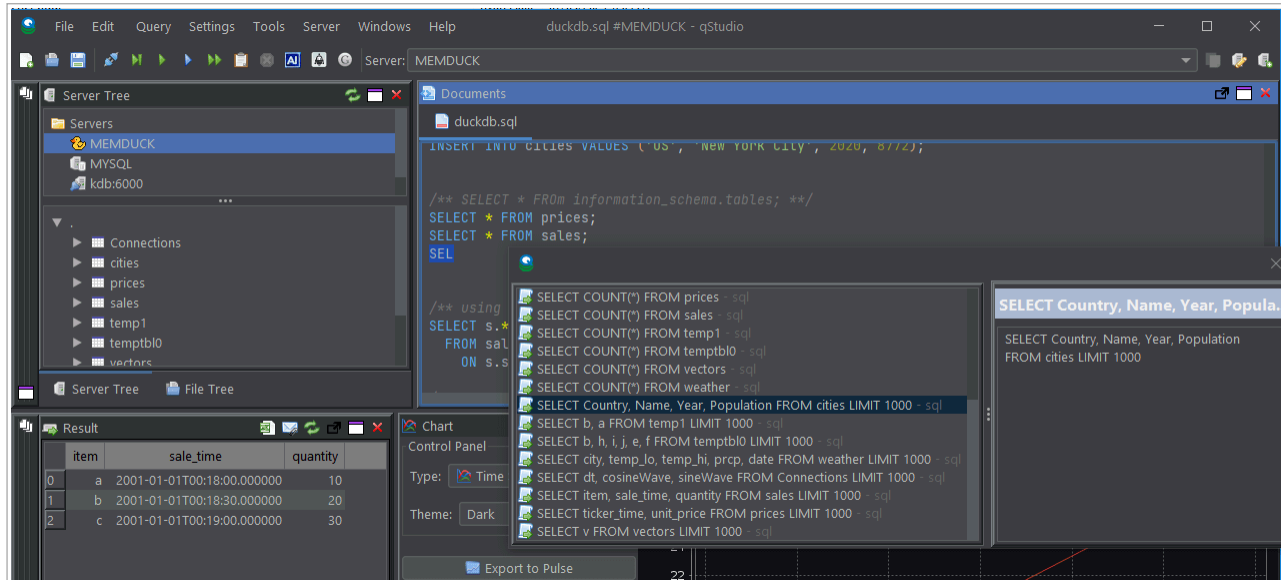 File Edit Query Settings Tools Server Windows Help duckdb.sql #MEMDUCK - qStudio
AI C Server: MEMDUCK
Server Tree
Servers
MEMDUCK
MYSQL
kdb:6000
.
Connections
cities
prices
sales
temp1
temptbl0
vectors
Server Tree File Tree
Documents
duckdb.sql
INSERT INTO cities VALUES ('US', 'New York City', 2020, 8772);
/** SELECT * FROm information_schema.tables; **/
SELECT * FROM prices;
SELECT * FROM sales;
SEL
/** using
SELECT s.*
FROM sal
ON s.s
SELECT COUNT(*) FROM prices - sql
SELECT COUNT(*) FROM sales - sql
SELECT COUNT(*) FROM temp1 - sql
SELECT COUNT(*) FROM temptbl0 - sql
SELECT COUNT(*) FROM vectors - sql
SELECT COUNT(*) FROM weather - sql
SELECT Country, Name, Year, Population FROM cities LIMIT 1000 - sql
SELECT b, a FROM temp1 LIMIT 1000 - sql
SELECT b, h, i, j, e, f FROM temptbl0 LIMIT 1000 - sql
SELECT city, temp_lo, temp_hi, prcp, date FROM weather LIMIT 1000 - sql
SELECT dt, cosineWave, sineWave FROM Connections LIMIT 1000 - sql
SELECT item, sale_time, quantity FROM sales LIMIT 1000 - sql
SELECT ticker_time, unit_price FROM prices LIMIT 1000 - sql
SELECT v FROM vectors LIMIT 1000 - sql
SELECT Country, Name, Year, Popula...
SELECT Country, Name, Year, Population
FROM cities LIMIT 1000
Result
item sale_time quantity
0 a 2001-01-01T00:18:00.000000 10
1 b 2001-01-01T00:18:30.000000 20
2 c 2001-01-01T00:19:00.000000 30
Chart
Control Panel
Type: Time
Theme: Dark
Export to Pulse
22